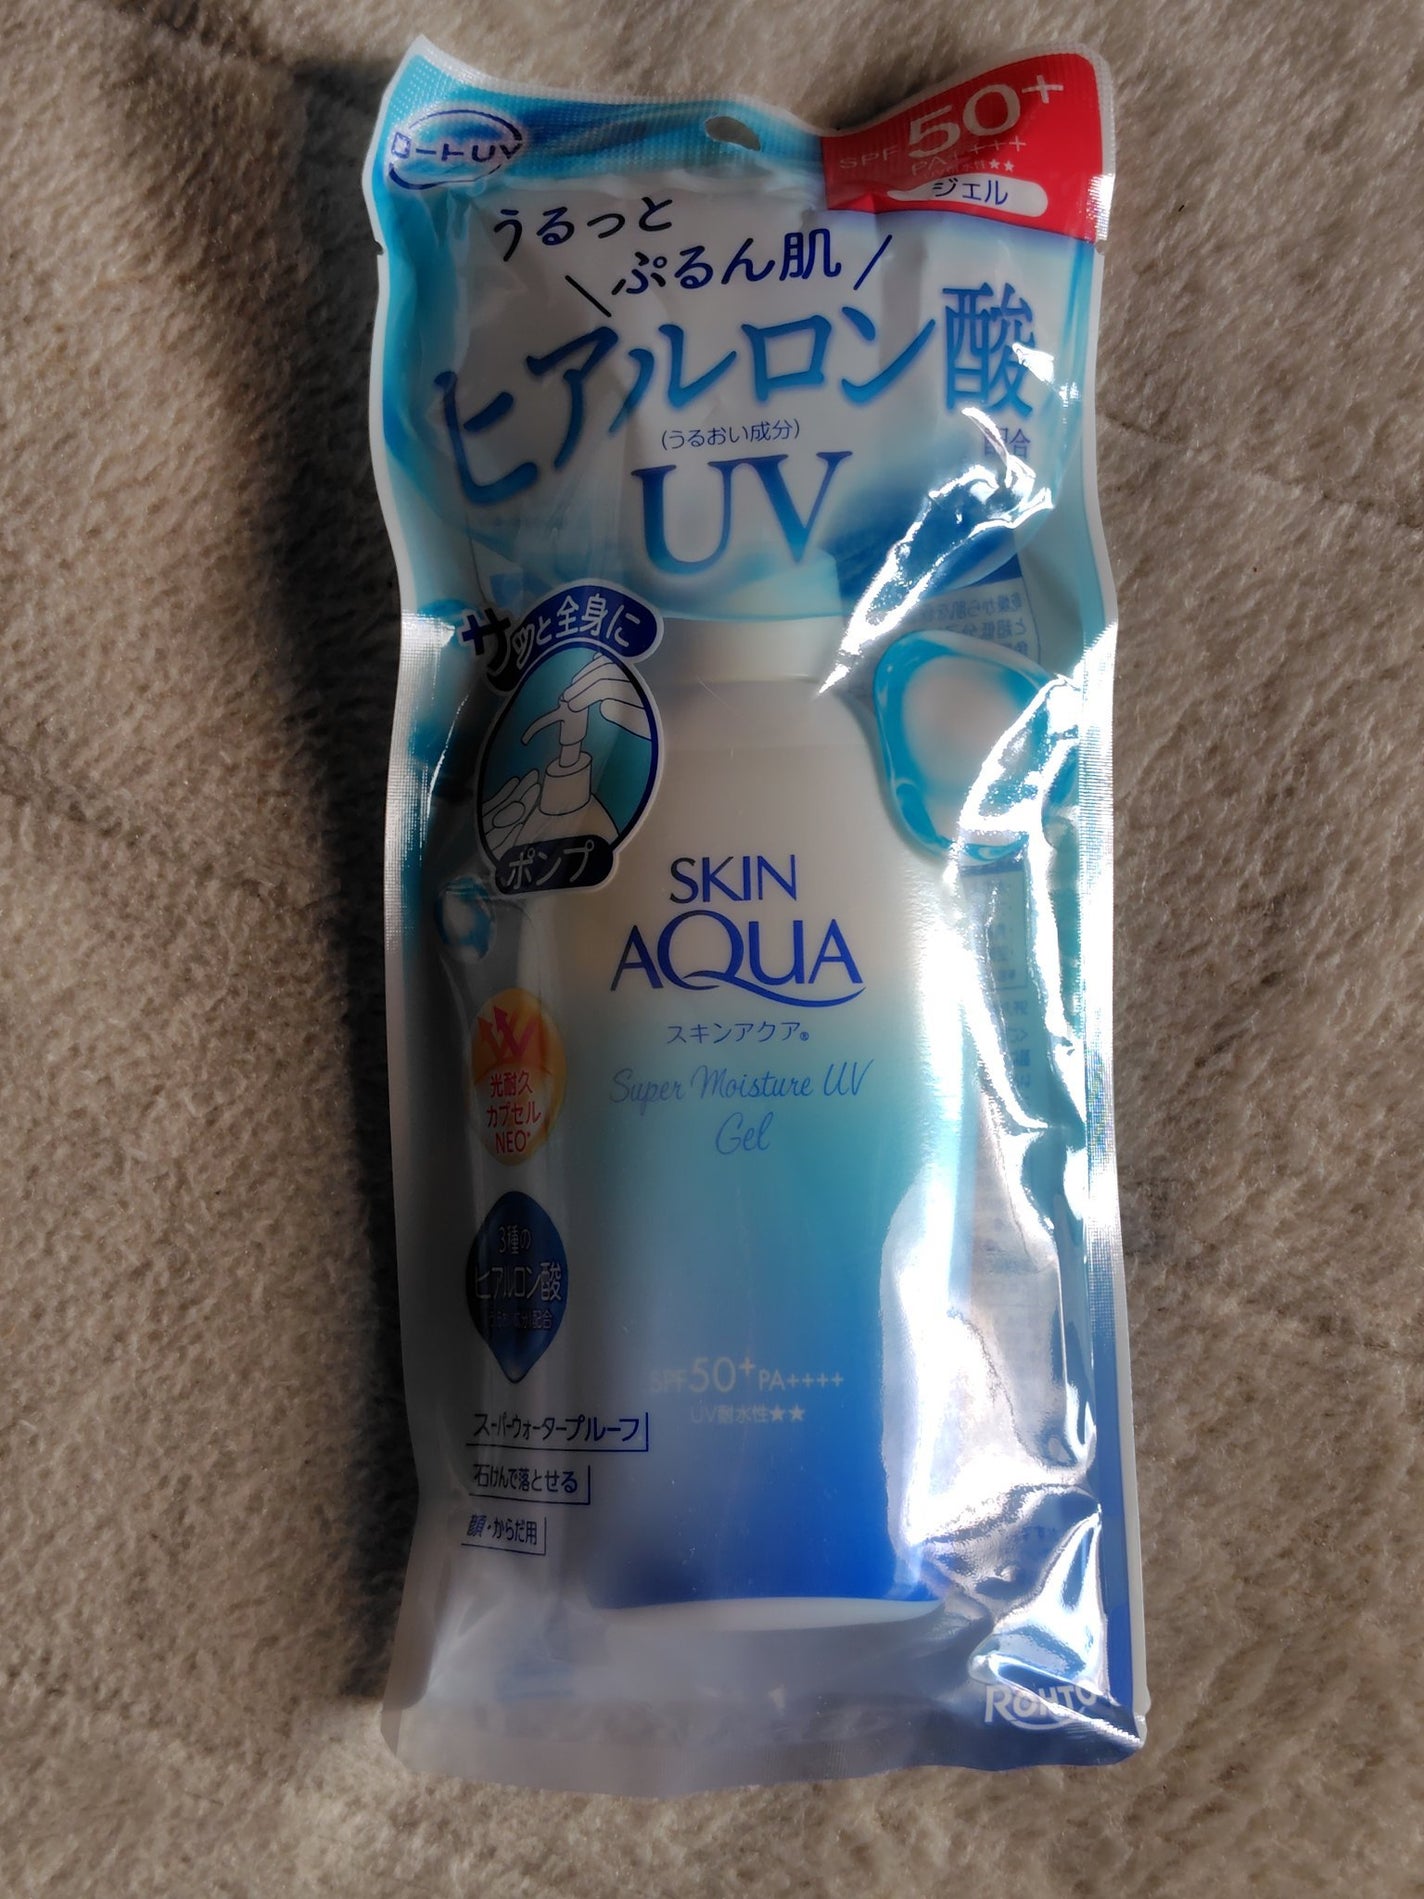 ロートUV
SPF50+
PA++++
ジェル
うるっと
ぷるん肌
ヒアルロン酸
(うるおい成分)
配合
UV
サッと全身に
ポンプ
SKIN
AQUA
スキンアクア®
Super Moisture UV
Gel
光耐久
カプセル
NEO*
3種の
ヒアルロン酸
配合
SPF50+PA++++
UV耐水性★★
スーパーウォータープルーフ
石けんで落とせる
顔・からだ用
ROHTO